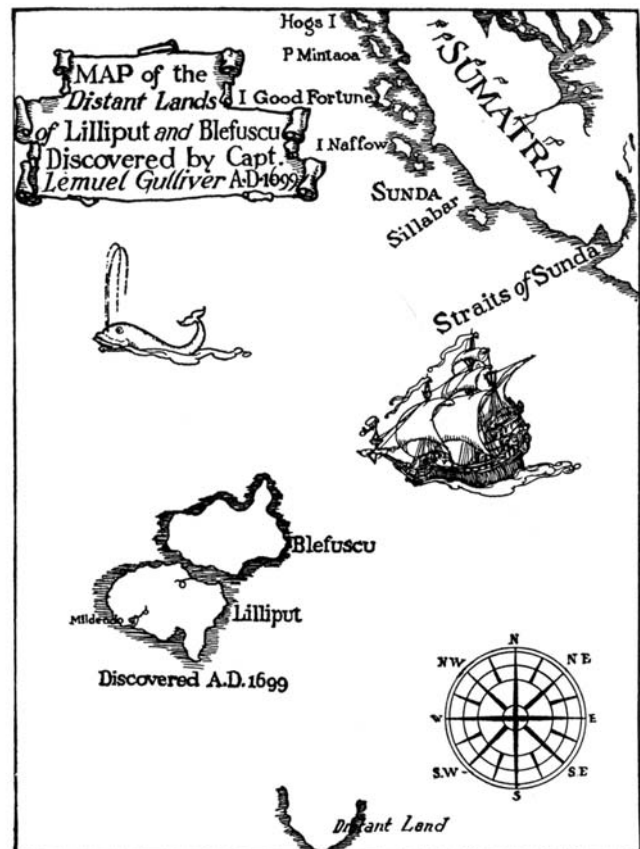 Hogs I
P Mintaoa
I Good Fortune
I Naffow
SUMATRA
SUNDA
Sillabar
Straits of Sunda
MAP of the
Distant Lands
of Lilliput and Blefuscu
Discovered by Capt.
Lemuel Gulliver A·D·1699
Blefuscu
Lilliput
Mildendo
Discovered A.D. 1699
N
NW
NE
W
E
S.W
S.E
S
Distant Land